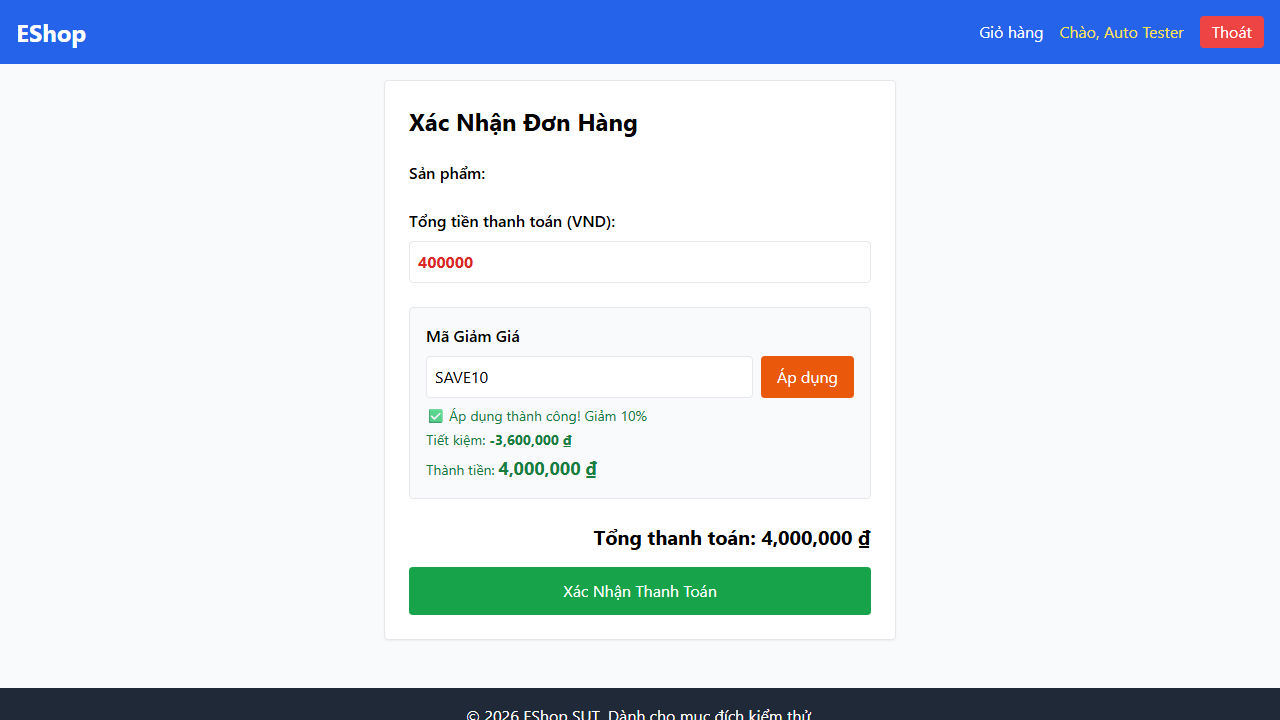 EShop
Giỏ hàng
Chào, Auto Tester
Thoát
Xác Nhận Đơn Hàng
Sản phẩm:
Tổng tiền thanh toán (VND):
400000
Mã Giảm Giá
SAVE10
Áp dụng
✅ Áp dụng thành công! Giảm 10%
Tiết kiệm: -3,600,000 ₫
Thành tiền: 4,000,000 ₫
Tổng thanh toán: 4,000,000 ₫
Xác Nhận Thanh Toán
© 2026 EShop SUT. Dành cho mục đích kiểm thử